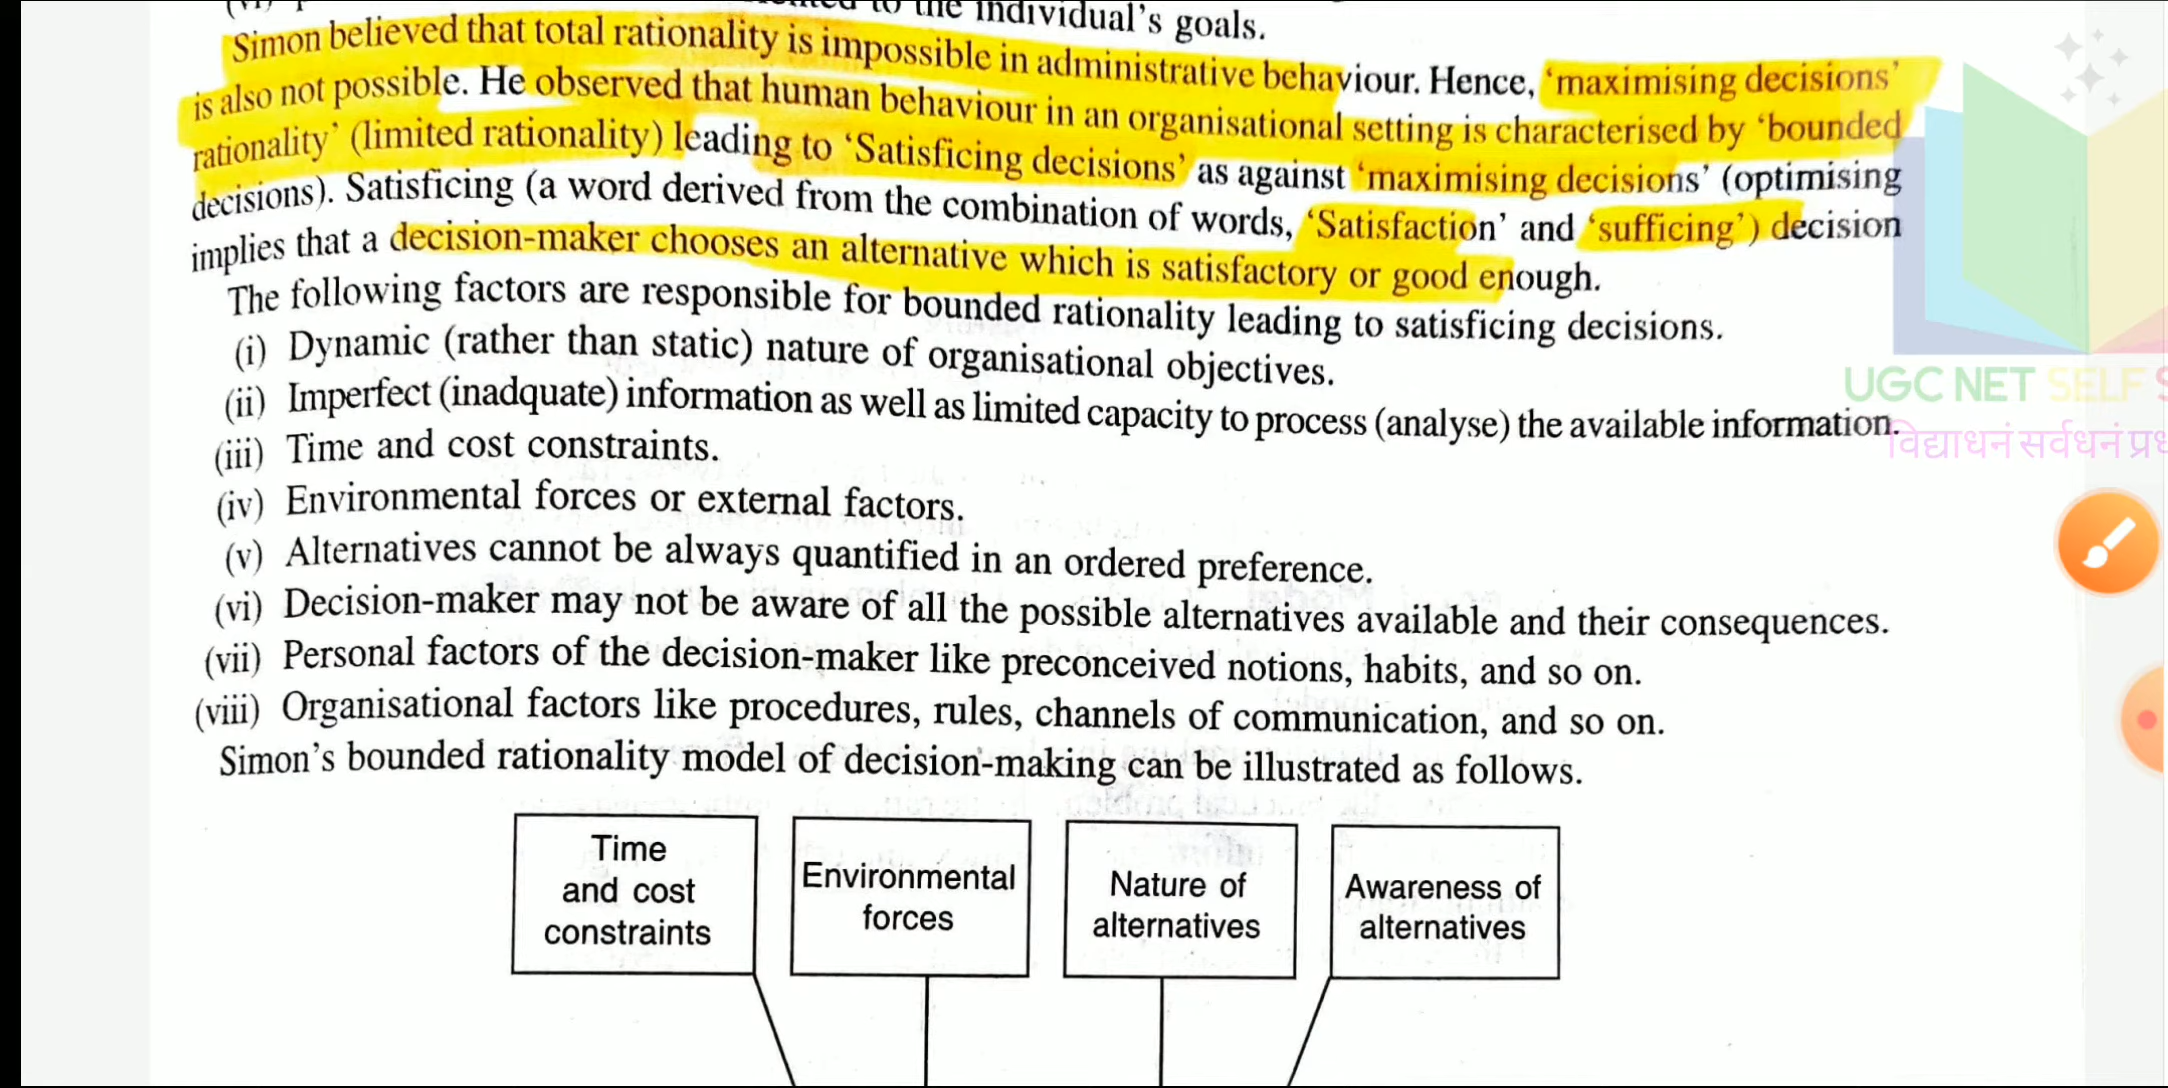 to the individual's goals.
Simon believed that total rationality is impossible in administrative behaviour. Hence, 'maximising decisions'
is also not possible. He observed that human behaviour in an organisational setting is characterised by 'bounded
rationality' (limited rationality) leading to 'Satisficing decisions' as against 'maximising decisions' (optimising
decisions). Satisficing (a word derived from the combination of words, 'Satisfaction' and 'sufficing') decision
implies that a decision-maker chooses an alternative which is satisfactory or good enough.
The following factors are responsible for bounded rationality leading to satisficing decisions.
(i) Dynamic (rather than static) nature of organisational objectives.
(ii) Imperfect (inadquate) information as well as limited capacity to process (analyse) the available information.
(iii) Time and cost constraints.
(iv) Environmental forces or external factors.
(v) Alternatives cannot be always quantified in an ordered preference.
(vi) Decision-maker may not be aware of all the possible alternatives available and their consequences.
(vii) Personal factors of the decision-maker like preconceived notions, habits, and so on.
(viii) Organisational factors like procedures, rules, channels of communication, and so on.
Simon's bounded rationality model of decision-making can be illustrated as follows.
Time
and cost
constraints
Environmental
forces
Nature of
alternatives
Awareness of
alternatives
UGC NET SELF S
विद्याधनं सर्वधनं